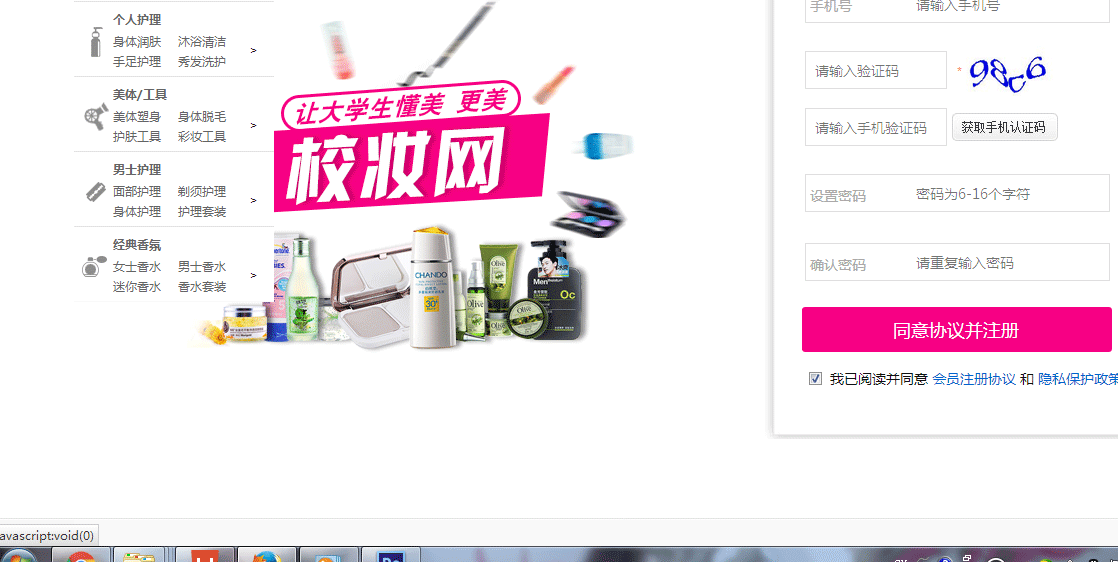 个人护理
身体润肤 沐浴清洁
手足护理 秀发洗护
>
美体/工具
美体塑身 身体脱毛
护肤工具 彩妆工具
>
男士护理
面部护理 剃须护理
身体护理 护理套装
>
经典香氛
女士香水 男士香水
迷你香水 香水套装
>
让大学生懂美 更美
校妆网
CHANDO
30
Olive
Olive
Olive
Men
Oc
手机号 请输入手机号
请输入验证码 * 98c6
请输入手机验证码 获取手机认证码
设置密码 密码为6-16个字符
确认密码 请重复输入密码
同意协议并注册
我已阅读并同意 会员注册协议 和 隐私保护政策
avascript:void(0)